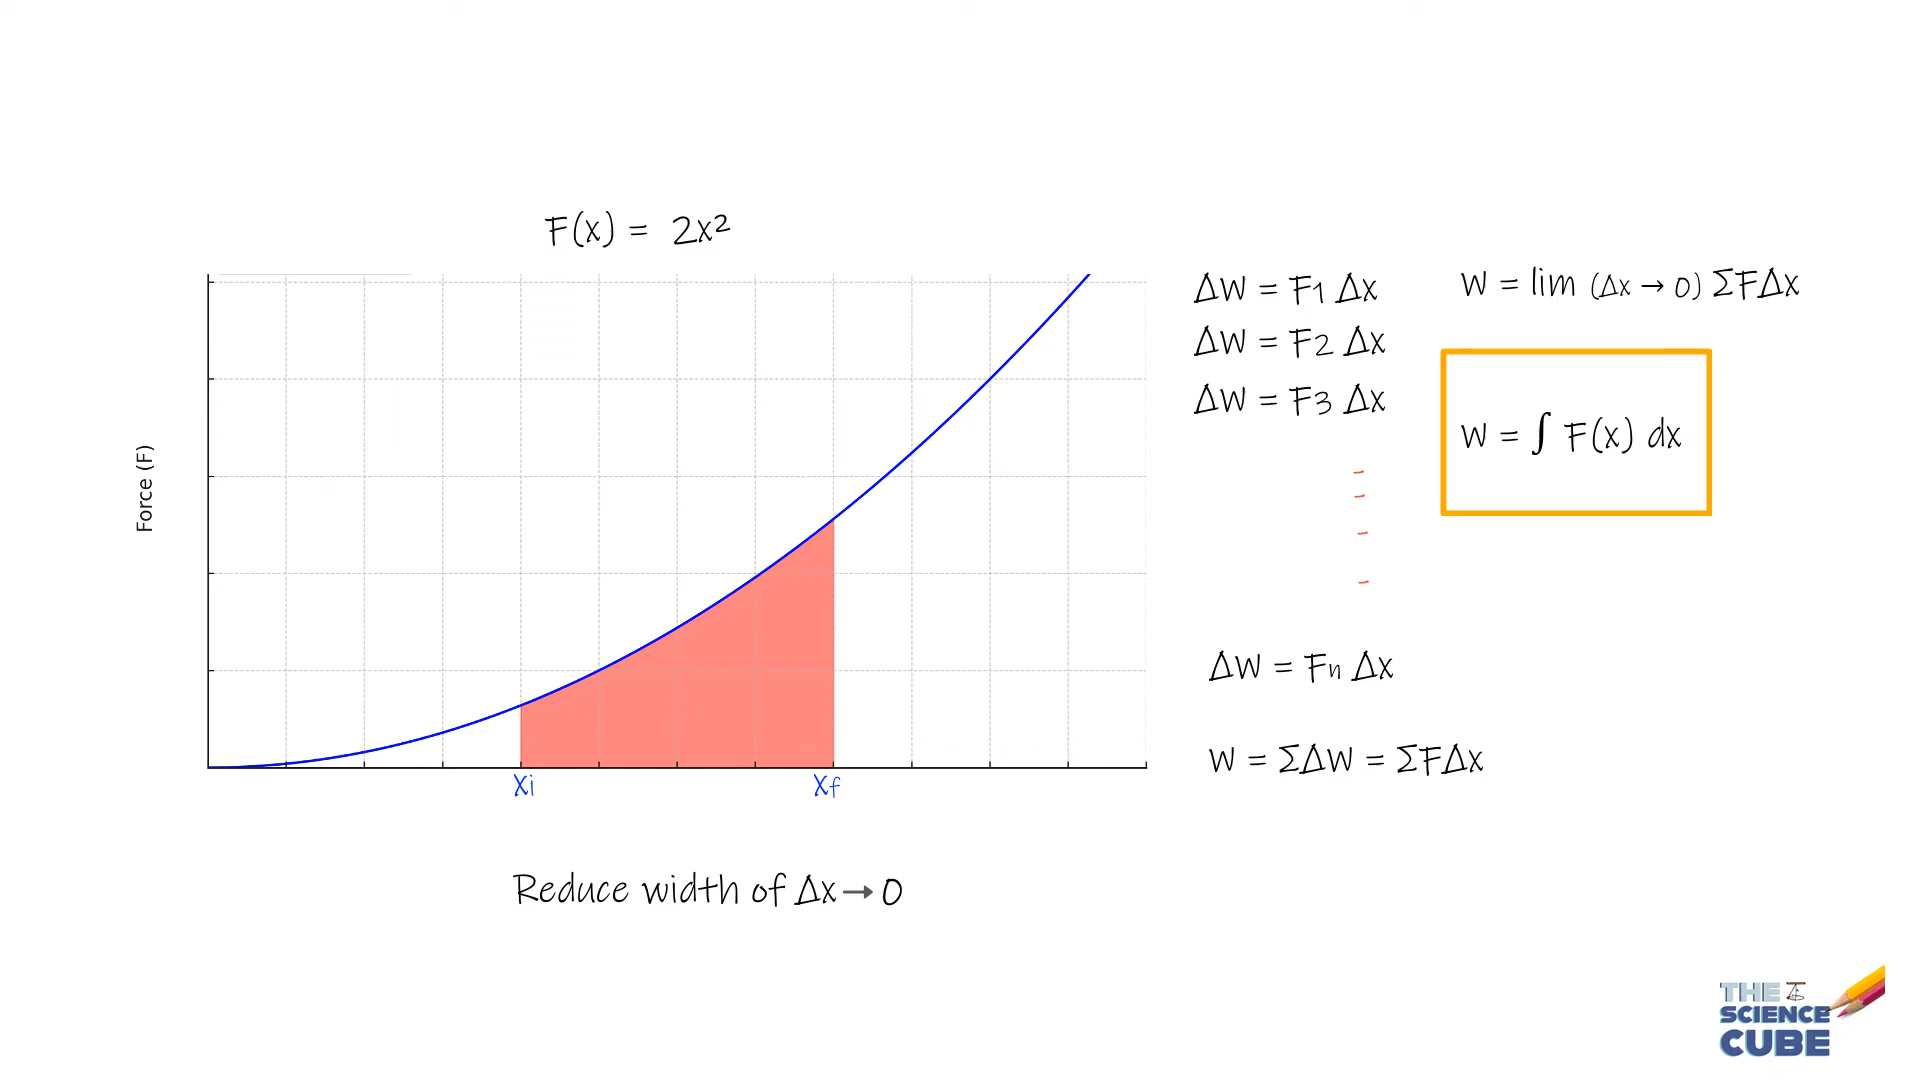 F(x) = 2x²
Force (F)
Xi
Xf
Reduce width of Δx → 0
ΔW = F1 Δx
ΔW = F2 Δx
ΔW = F3 Δx
ΔW = Fn Δx
W = ΣΔW = ΣFΔx
W = lim (Δx → 0) ΣFΔx
W = ∫ F(x) dx
THE
SCIENCE
CUBE